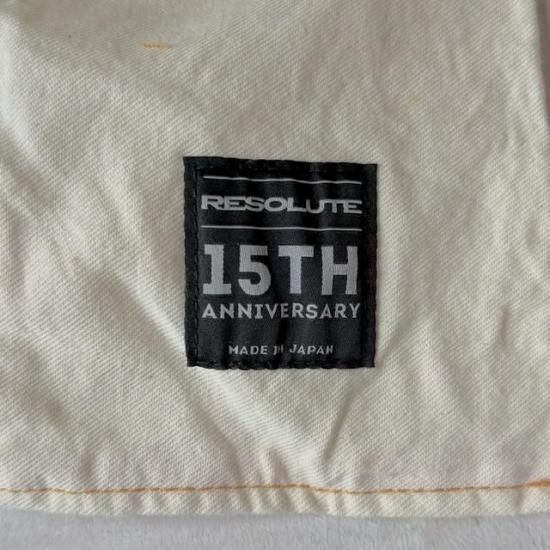 RESOLUTE
15TH
ANNIVERSARY
MADE IN JAPAN